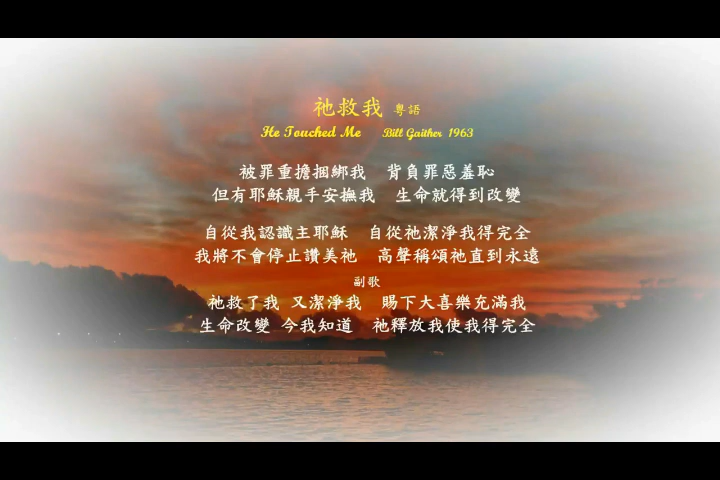 祂救我 粵語
He Touched Me Bill Gaither 1963
被罪重擔捆綁我 背負罪惡羞恥
但有耶穌親手安撫我 生命就得到改變
自從我認識主耶穌 自從祂潔淨我得完全
我將不會停止讚美祂 高聲稱頌祂直到永遠
副歌
祂救了我 又潔淨我 賜下大喜樂充滿我
生命改變 今我知道 祂釋放我使我得完全